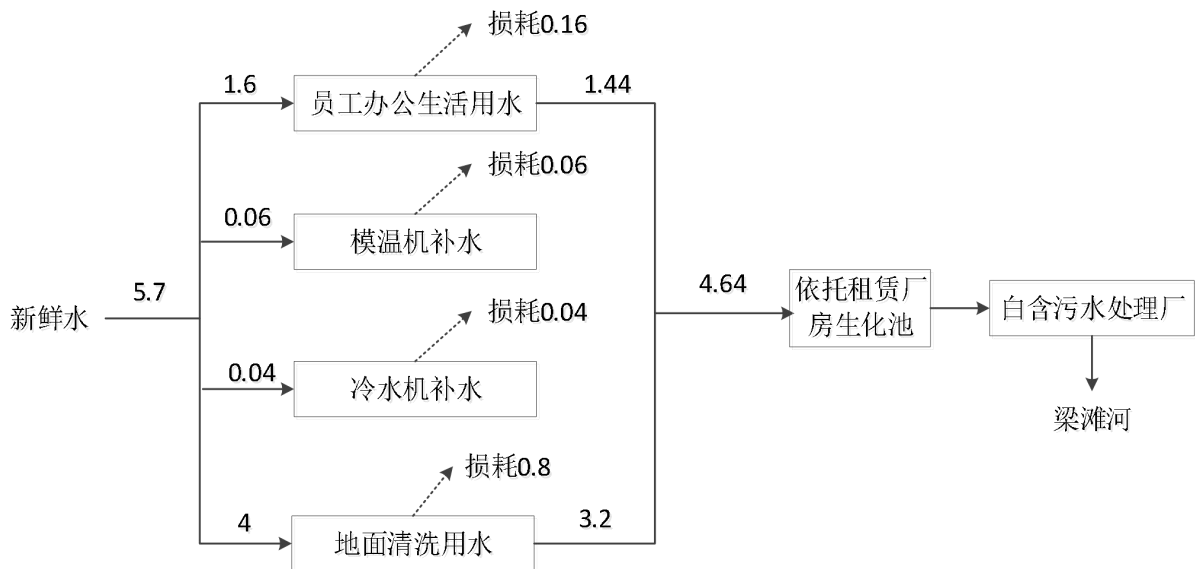 损耗0.16
1.6
员工办公生活用水
1.44
损耗0.06
0.06
模温机补水
新鲜水
5.7
4.64
依托租赁厂
房生化池
白含污水处理厂
梁滩河
损耗0.04
0.04
冷水机补水
损耗0.8
4
地面清洗用水
3.2